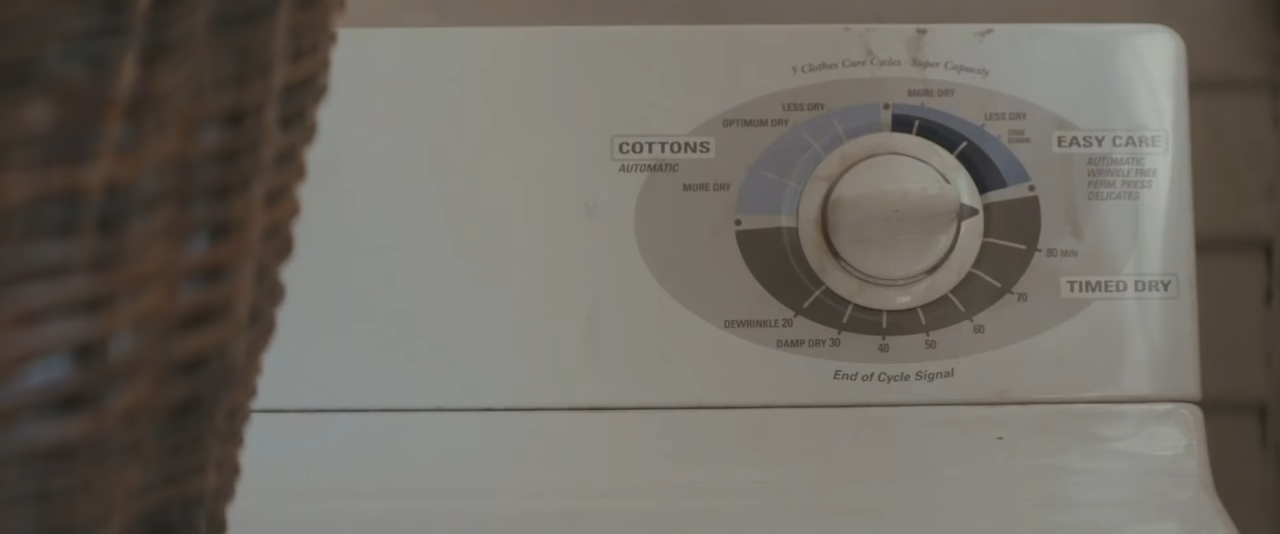 5 Clothes Care Cycles · Super Capacity
MORE DRY
LESS DRY
LESS DRY
OPTIMUM DRY
COOL DOWN
COTTONS
AUTOMATIC
MORE DRY
EASY CARE
AUTOMATIC
WRINKLE FREE
PERM. PRESS
DELICATES
80 MIN
TIMED DRY
70
60
50
40
DAMP DRY 30
DEWRINKLE 20
End of Cycle Signal